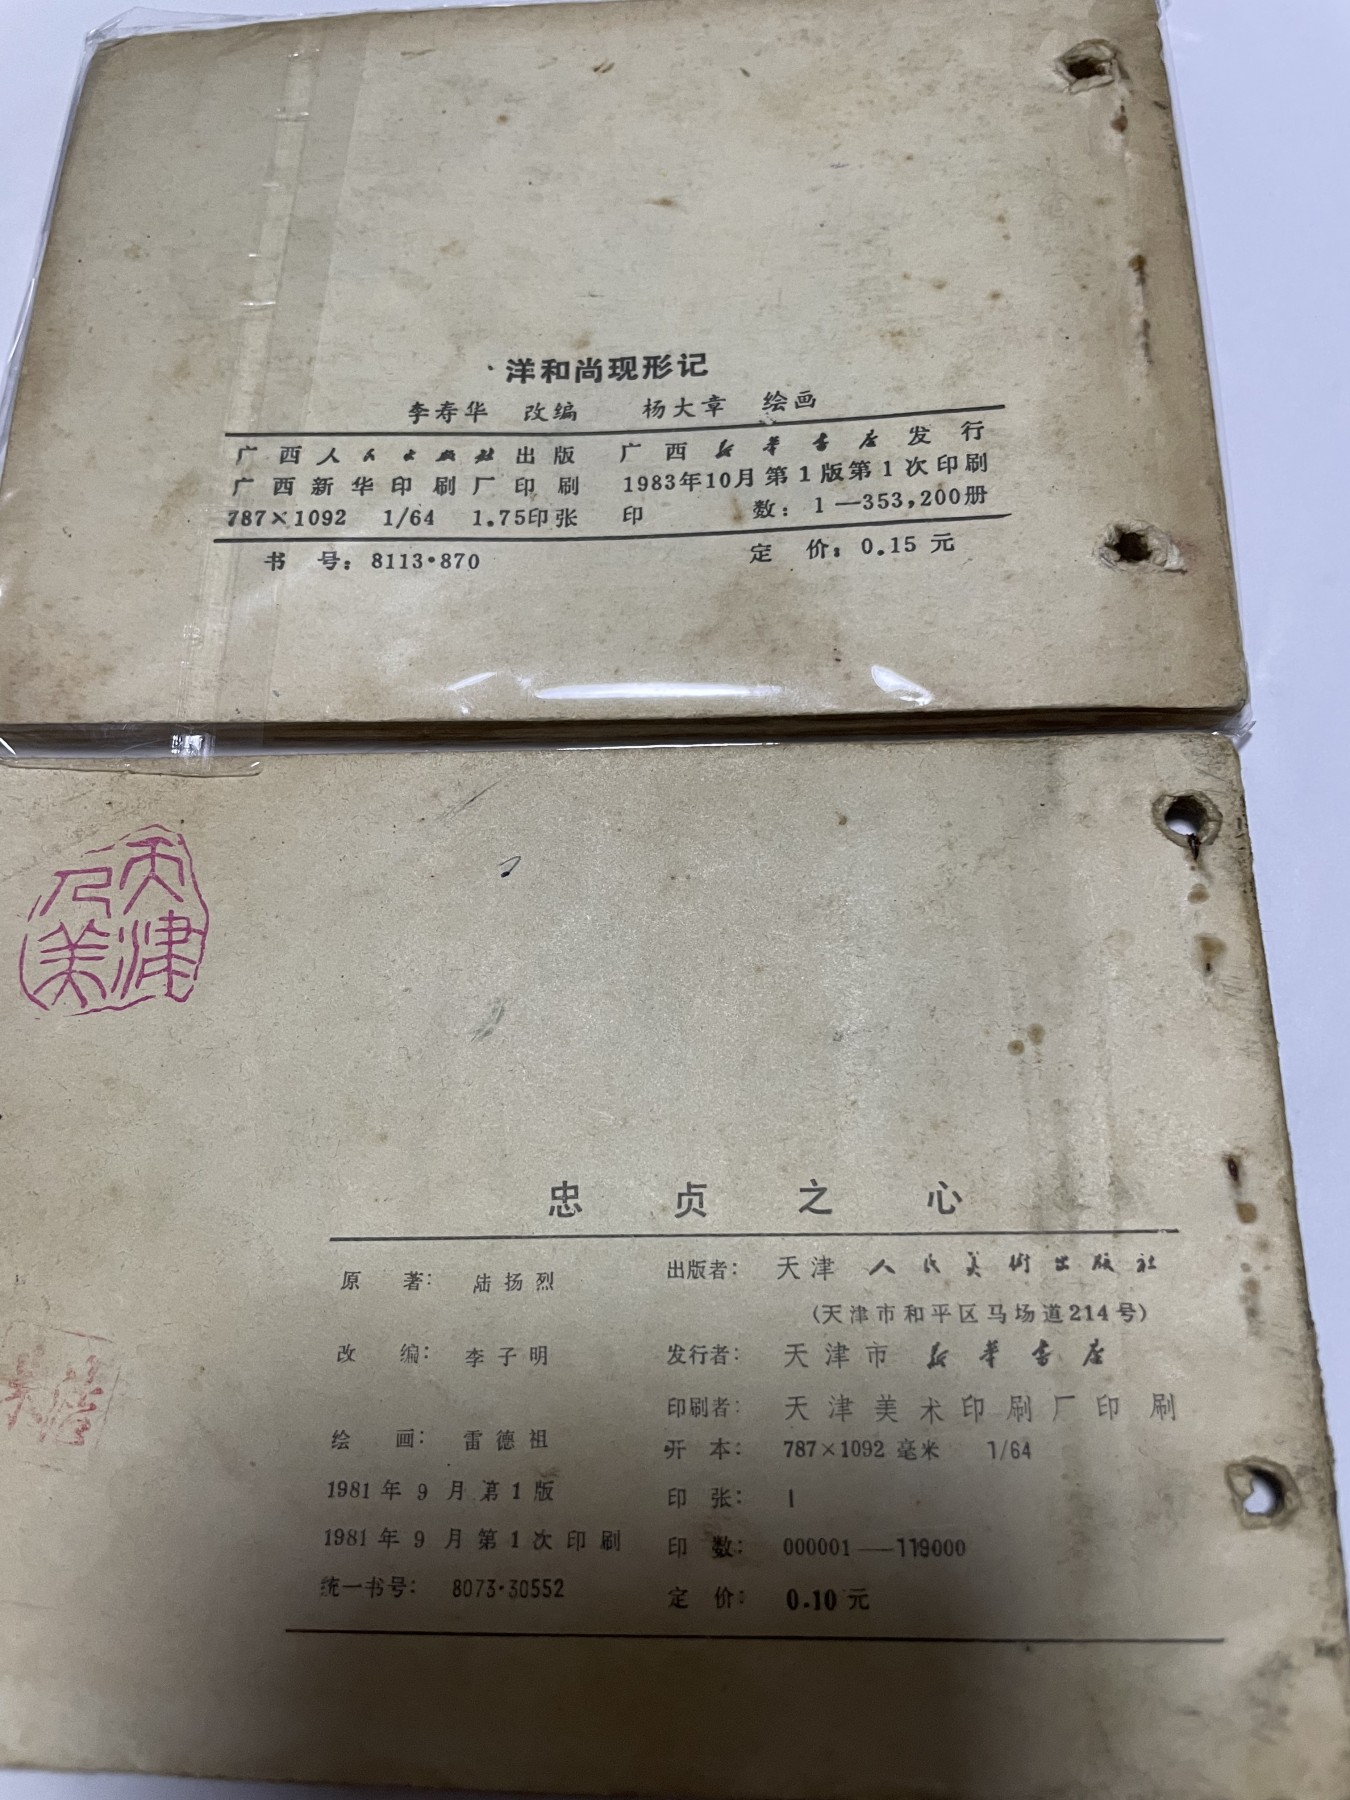 洋和尚现形记
李寿华 改编 杨大章 绘画
广西人民出版社出版 广西新华书店发行
广西新华印刷厂印刷 1983年10月第1版第1次印刷
787×1092 1/64 1.75印张 印 数：1—353,200册
书 号：8113·870 定 价：0.15 元
天津
人美
忠贞之心
原 著：陆扬烈 出版者：天津人民美術出版社
（天津市和平区马场道214号）
改 编：李子明 发行者：天津市新华书店
印刷者：天津美术印刷厂印刷
绘 画：雷德祖 开 本：787×1092 毫米 1/64
1981年9月第1版 印 张：1
1981年9月第1次印刷 印 数：000001—119000
统一书号：8073·30552 定 价：0.10元